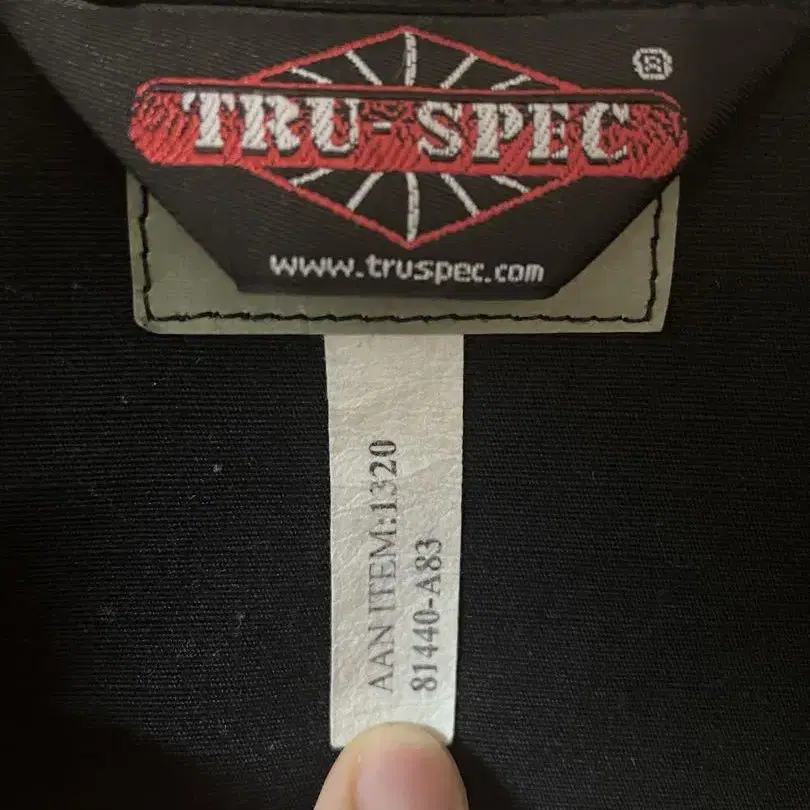 TRU-SPEC®
www.truspec.com
AAN ITEM:1320
81440-A83